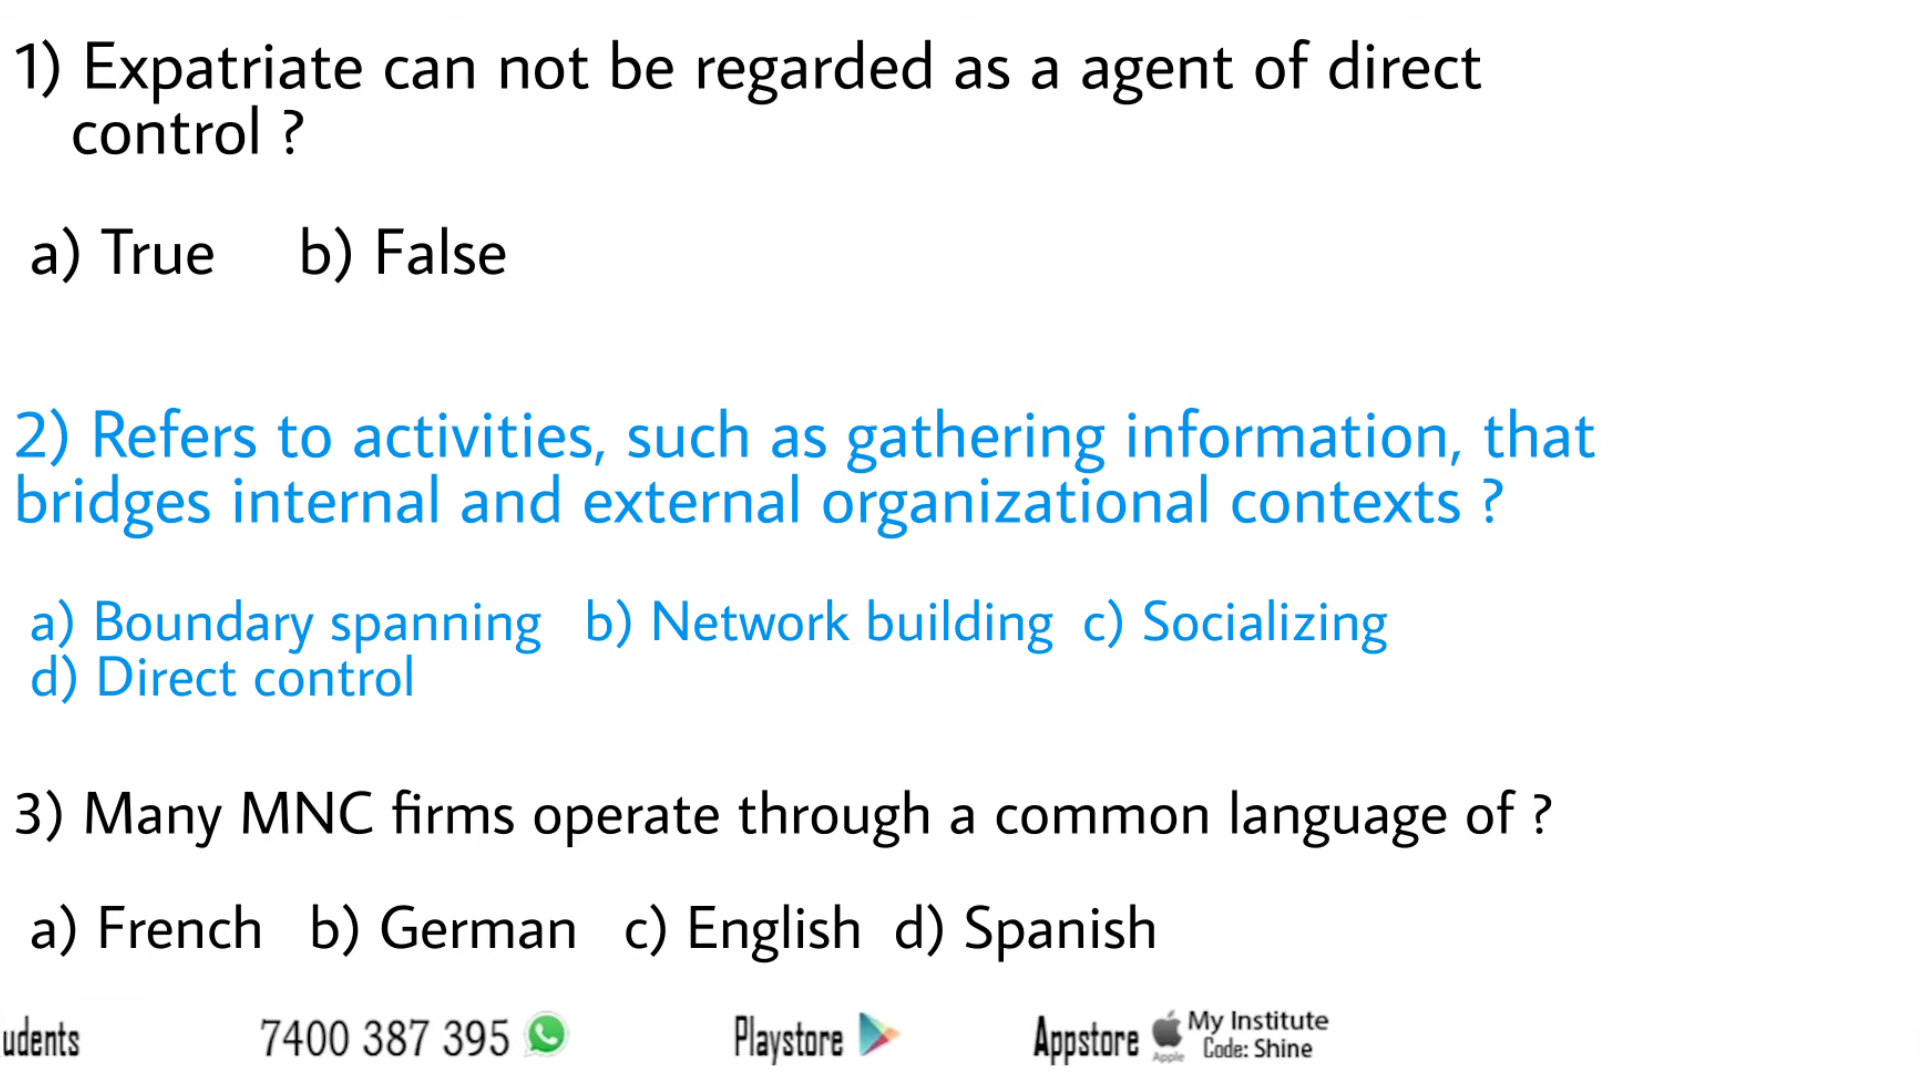 1) Expatriate can not be regarded as a agent of direct
control ?
a) True b) False
2) Refers to activities, such as gathering information, that
bridges internal and external organizational contexts ?
a) Boundary spanning b) Network building c) Socializing
d) Direct control
3) Many MNC firms operate through a common language of ?
a) French b) German c) English d) Spanish
udents 7400 387 395 Playstore Appstore Apple My Institute
Code: Shine